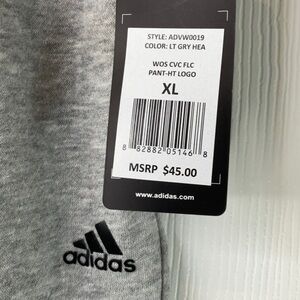 STYLE: ADVW0019
COLOR: LT GRY HEA
WOS CVC FLC
PANT-HT LOGO
XL
8 62882 05146 8
MSRP $45.00
www.adidas.com
adidas